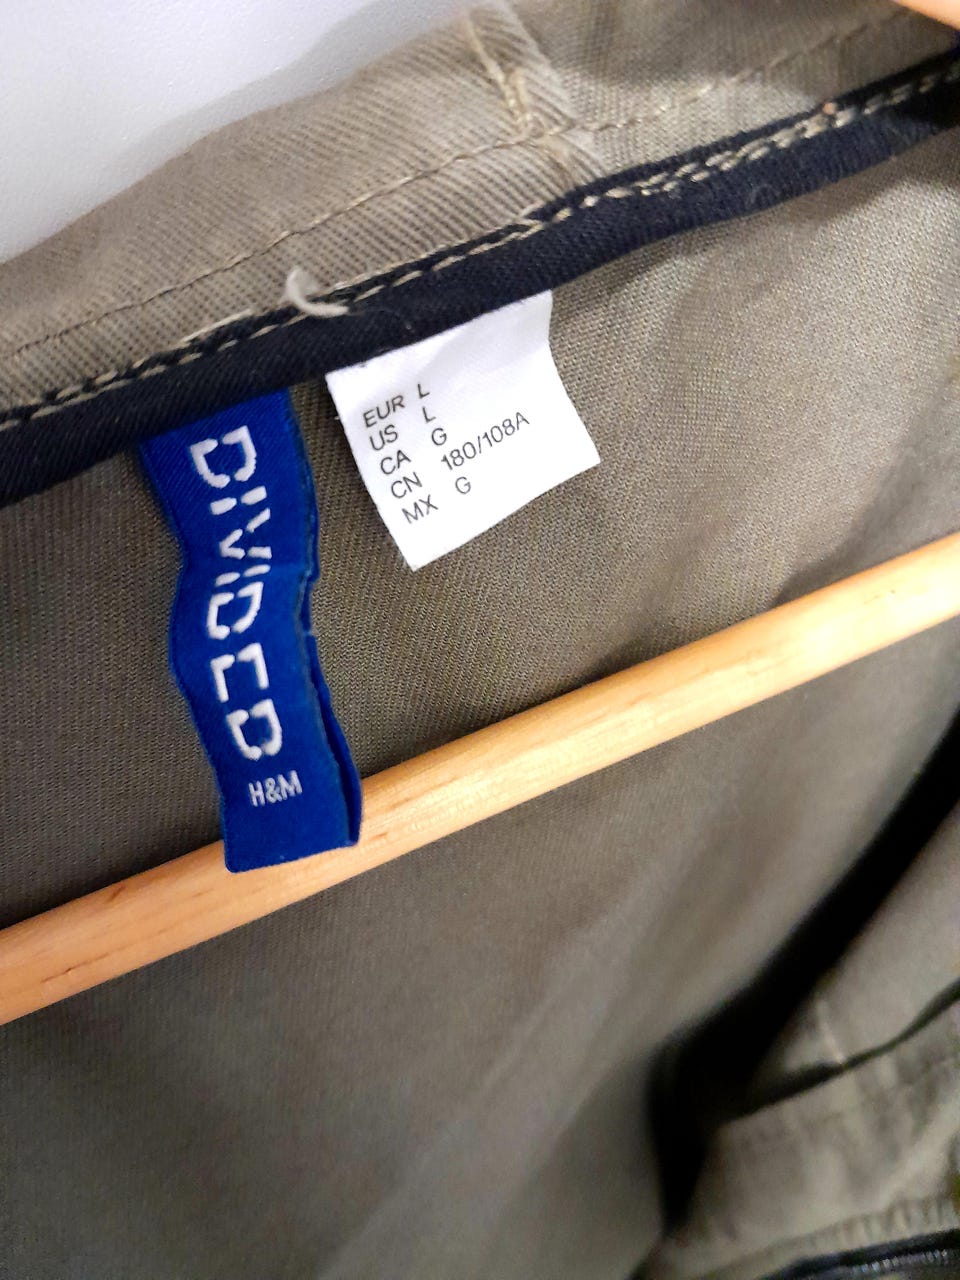 DIVIDED
H&M
EUR L
US L
CA G
CN 180/108A
MX G